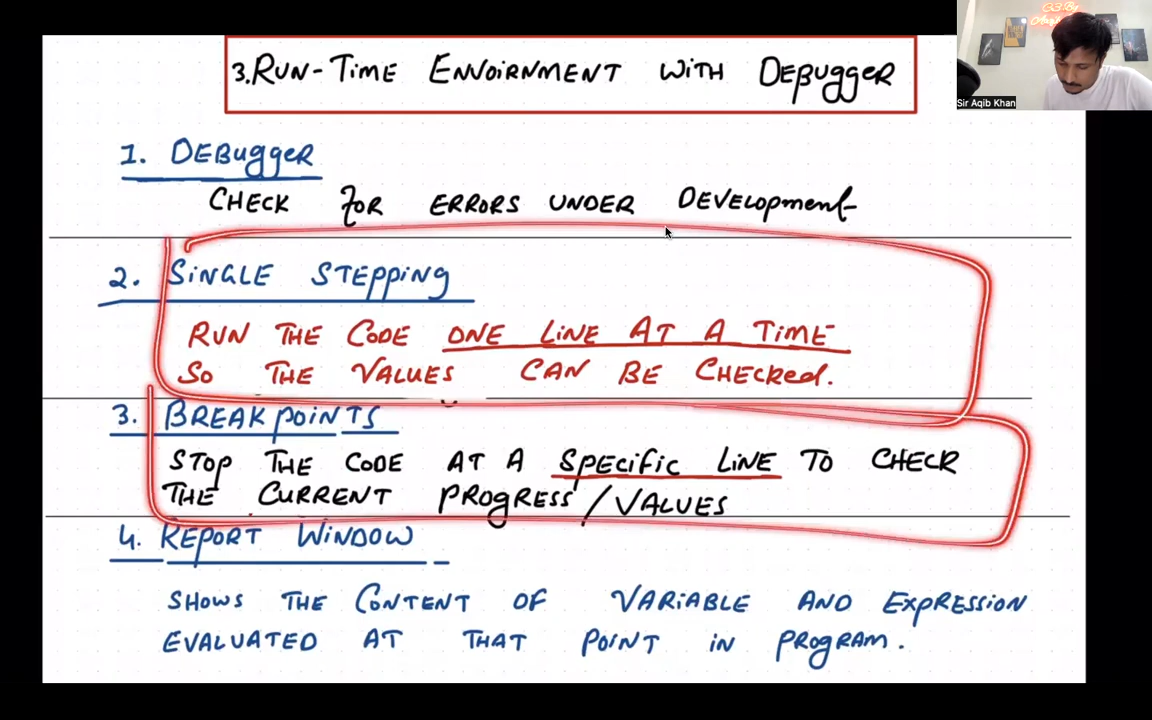 3. RUN-TIME ENVOIRNMENT WITH DEBUGGER
1. DEBUGGER
CHECK FOR ERRORS UNDER DEVELOPMENT
2. SINGLE STEPPING
RUN THE CODE ONE LINE AT A TIME
SO THE VALUES CAN BE CHECKED.
3. BREAKPOINTS
STOP THE CODE AT A SPECIFIC LINE TO CHECK
THE CURRENT PROGRESS/VALUES
4. REPORT WINDOW
SHOWS THE CONTENT OF VARIABLE AND EXPRESSION
EVALUATED AT THAT POINT IN PROGRAM.
Sir Aqib Khan